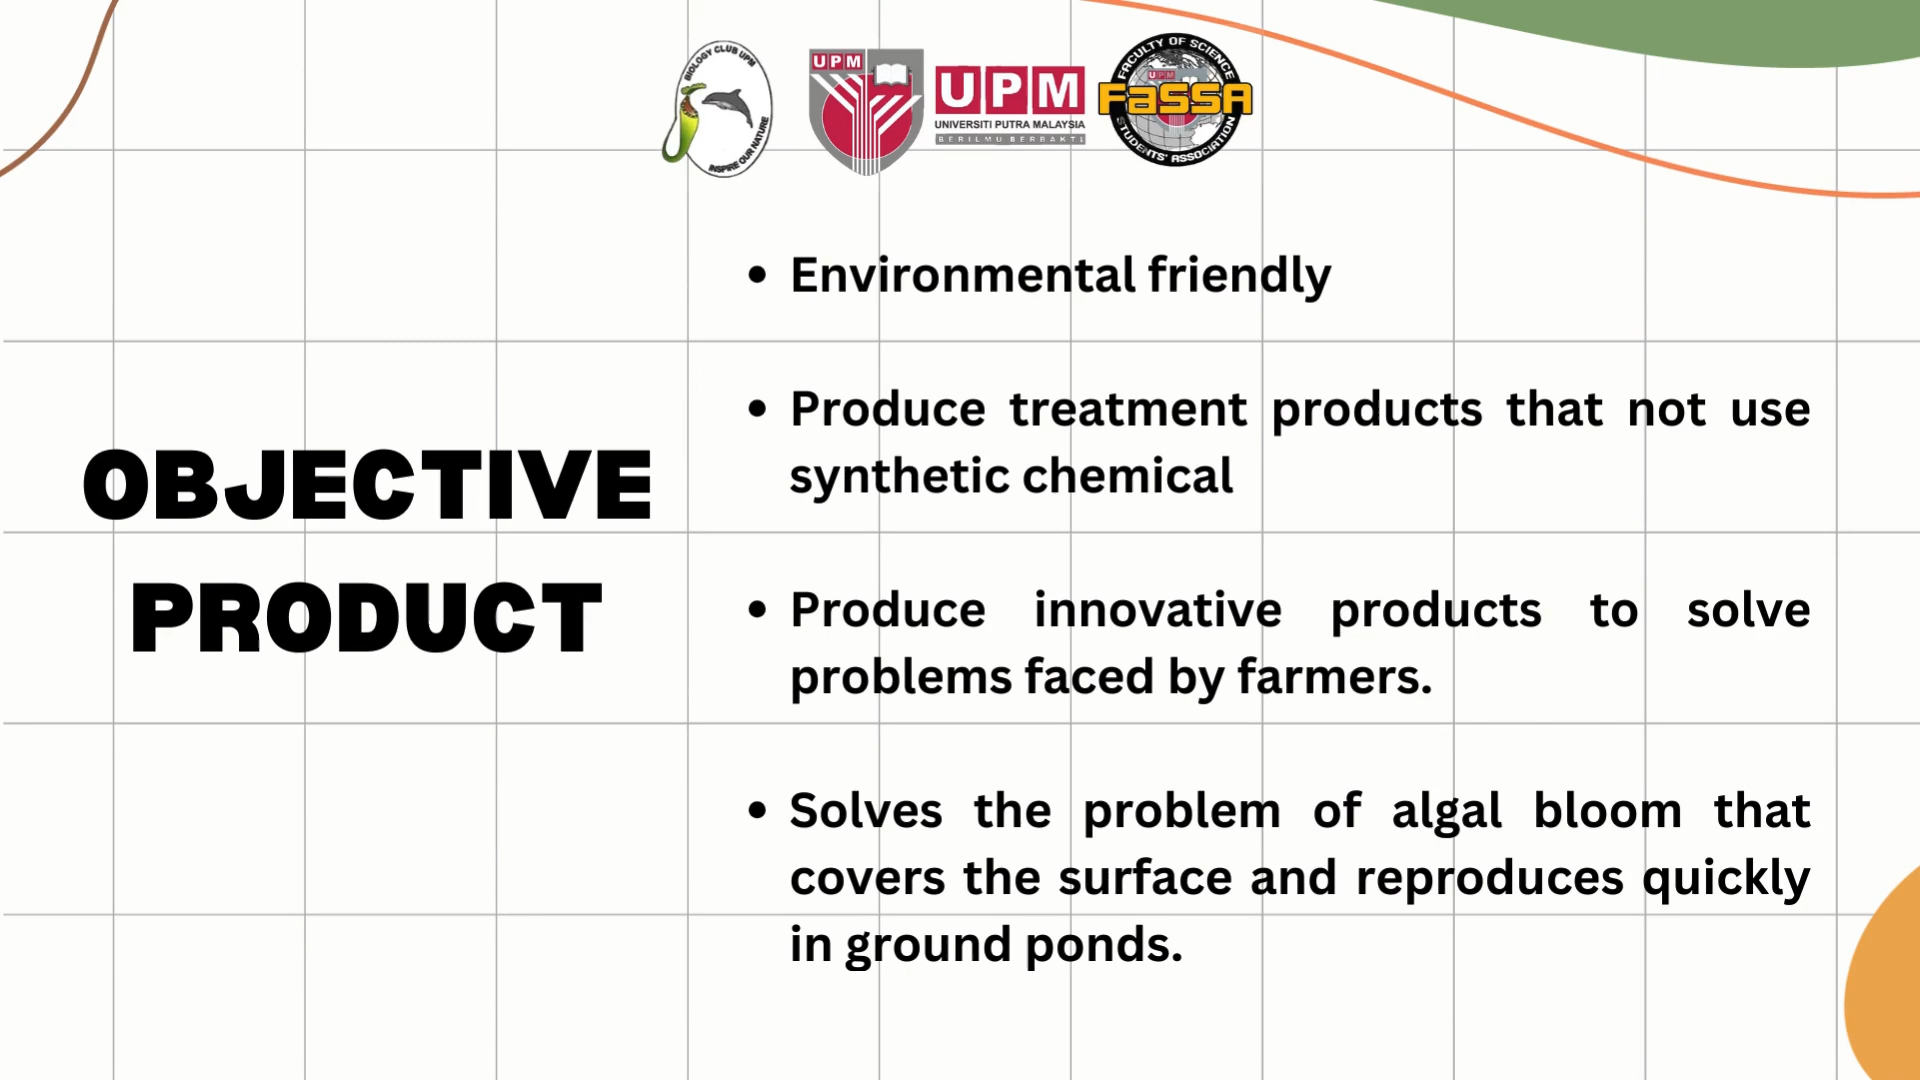 BIOLOGY CLUB UPM
INSPIRE OUR NATURE
UPM
UPM
UNIVERSITI PUTRA MALAYSIA
BERILMU BERBAKTI
FACULTY OF SCIENCE
UPM
FaSSA
STUDENTS' ASSOCIATION
OBJECTIVE
PRODUCT
• Environmental friendly
• Produce treatment products that not use
synthetic chemical
• Produce innovative products to solve
problems faced by farmers.
• Solves the problem of algal bloom that
covers the surface and reproduces quickly
in ground ponds.